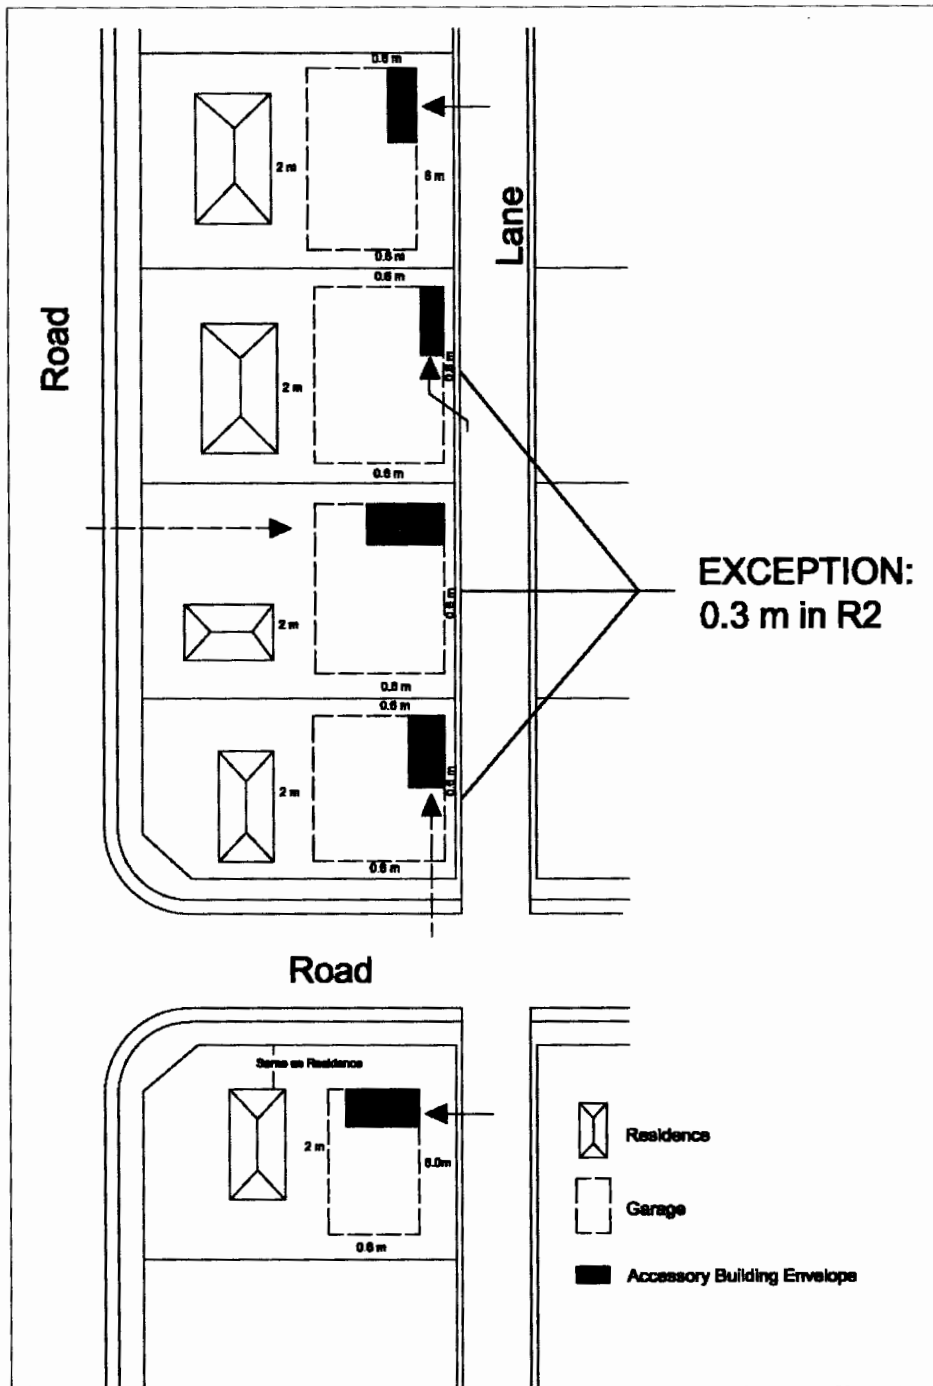 0.6 m
2 m
6 m
0.6 m
Lane
0.6 m
Road
2 m
0.6 m
0.6 m
EXCEPTION:
0.3 m in R2
0.6 m
2 m
0.6 m
0.6 m
2 m
0.6 m
0.6 m
Road
Same as Residence
2 m
6.0m
0.6 m
Residence
Garage
Accessory Building Envelope